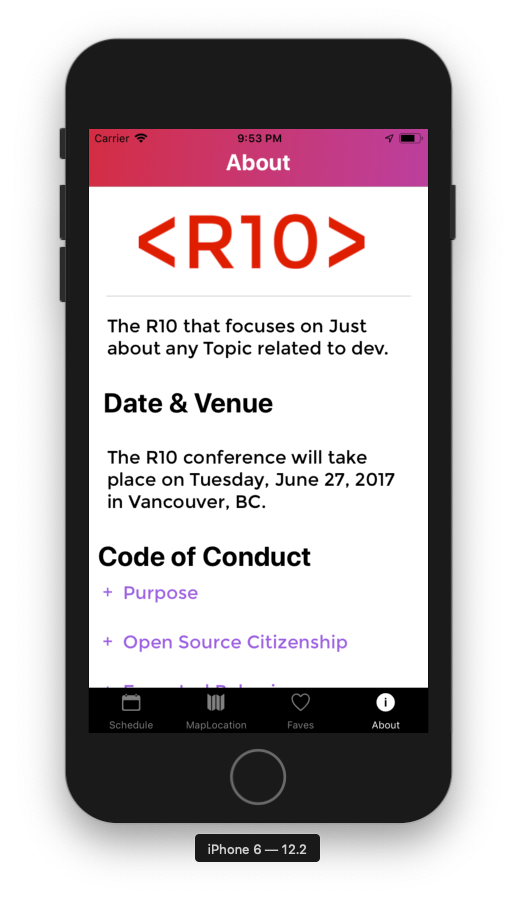 Carrier 9:53 PM
About
<R10>
The R10 that focuses on Just
about any Topic related to dev.
Date & Venue
The R10 conference will take
place on Tuesday, June 27, 2017
in Vancouver, BC.
Code of Conduct
+ Purpose
+ Open Source Citizenship
Schedule MapLocation Faves About
iPhone 6 — 12.2